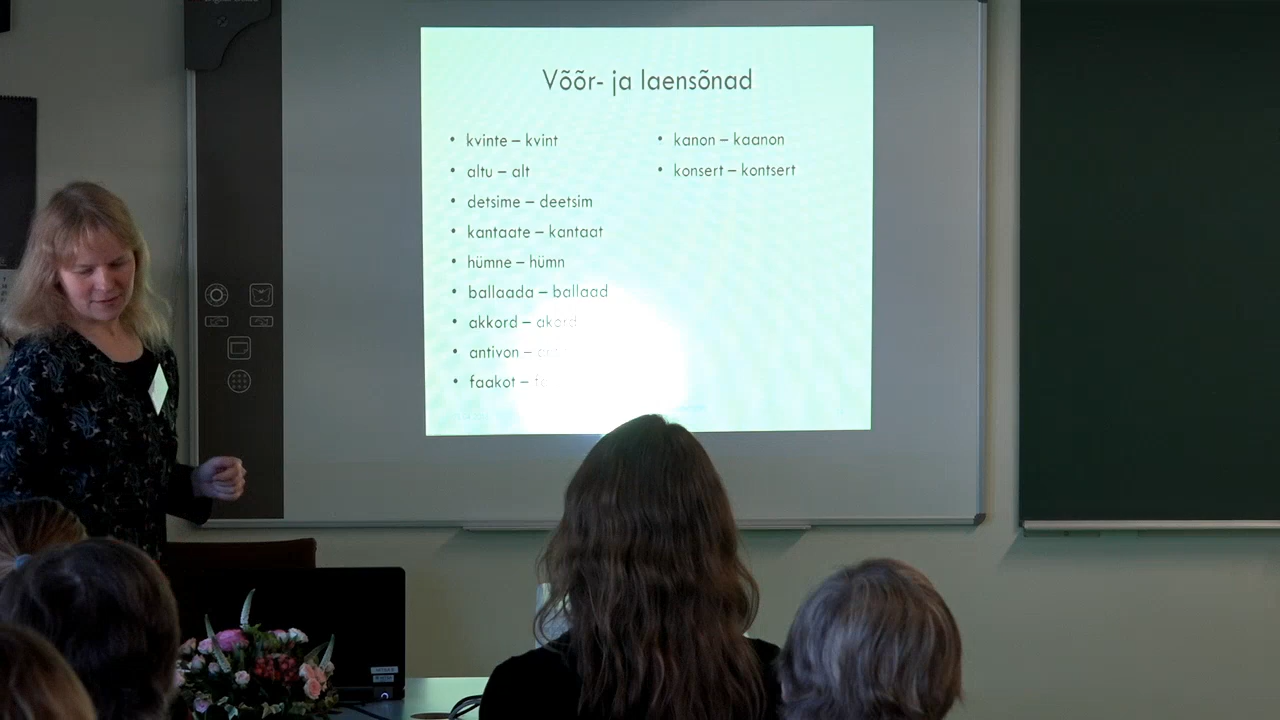 Võõr- ja laensõnad
kvinte – kvint
altu – alt
detsime – deetsim
kantaate – kantaat
hümne – hümn
ballaada – ballaad
akkord – akord
antivon –
faakot –
kanon – kaanon
konsert – kontsert